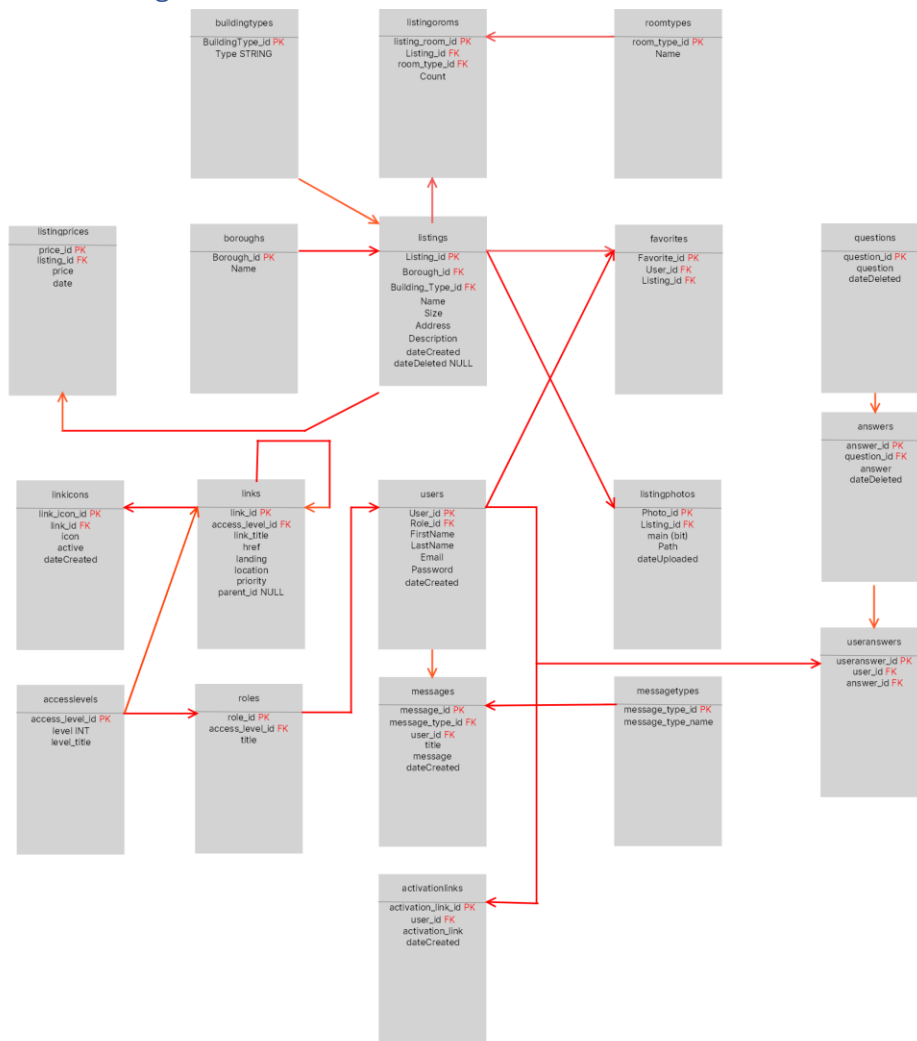 buildingtypes
BuildingType_id PK
Type STRING
listingoroms
listing_room_id PK
Listing_id FK
room_type_id FK
Count
roomtypes
room_type_id PK
Name
listingprices
price_id PK
listing_id FK
price
date
boroughs
Borough_id PK
Name
listings
Listing_id PK
Borough_id FK
Building_Type_id FK
Name
Size
Address
Description
dateCreated
dateDeleted NULL
favorites
Favorite_id PK
User_id FK
Listing_id FK
questions
question_id PK
question
dateDeleted
answers
answer_id PK
question_id FK
answer
dateDeleted
linkicons
link_icon_id PK
link_id FK
icon
active
dateCreated
links
link_id PK
access_level_id FK
link_title
href
landing
location
priority
parent_id NULL
users
User_id PK
Role_id FK
FirstName
LastName
Email
Password
dateCreated
listingphotos
Photo_id PK
Listing_id FK
main (bit)
Path
dateUploaded
useranswers
useranswer_id PK
user_id FK
answer_id FK
accesslevels
access_level_id PK
level INT
level_title
roles
role_id PK
access_level_id FK
title
messages
message_id PK
message_type_id FK
user_id FK
title
message
dateCreated
messagetypes
message_type_id PK
message_type_name
activationlinks
activation_link_id PK
user_id FK
activation_link
dateCreated